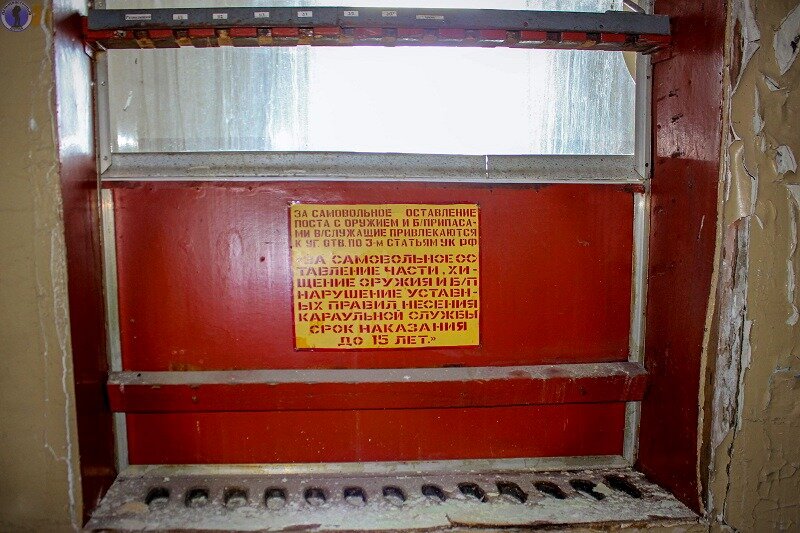 ЗА САМОВОЛЬНОЕ ОСТАВЛЕНИЕ
ПОСТА С ОРУЖИЕМ И Б/ПРИПАСА-
МИ В/СЛУЖАЩИЕ ПРИВЛЕКАЮТСЯ
К УГ. ОТВ. ПО 3-М СТАТЬЯМ УК РФ
«ЗА САМОВОЛЬНОЕ ОС
ТАВЛЕНИЕ ЧАСТИ, ХИ-
ЩЕНИЕ ОРУЖИЯ И Б/П
НАРУШЕНИЕ УСТАВН-
ЫХ ПРАВИЛ НЕСЕНИЯ
КАРАУЛЬНОЙ СЛУЖБЫ
СРОК НАКАЗАНИЯ
ДО 15 ЛЕТ.»